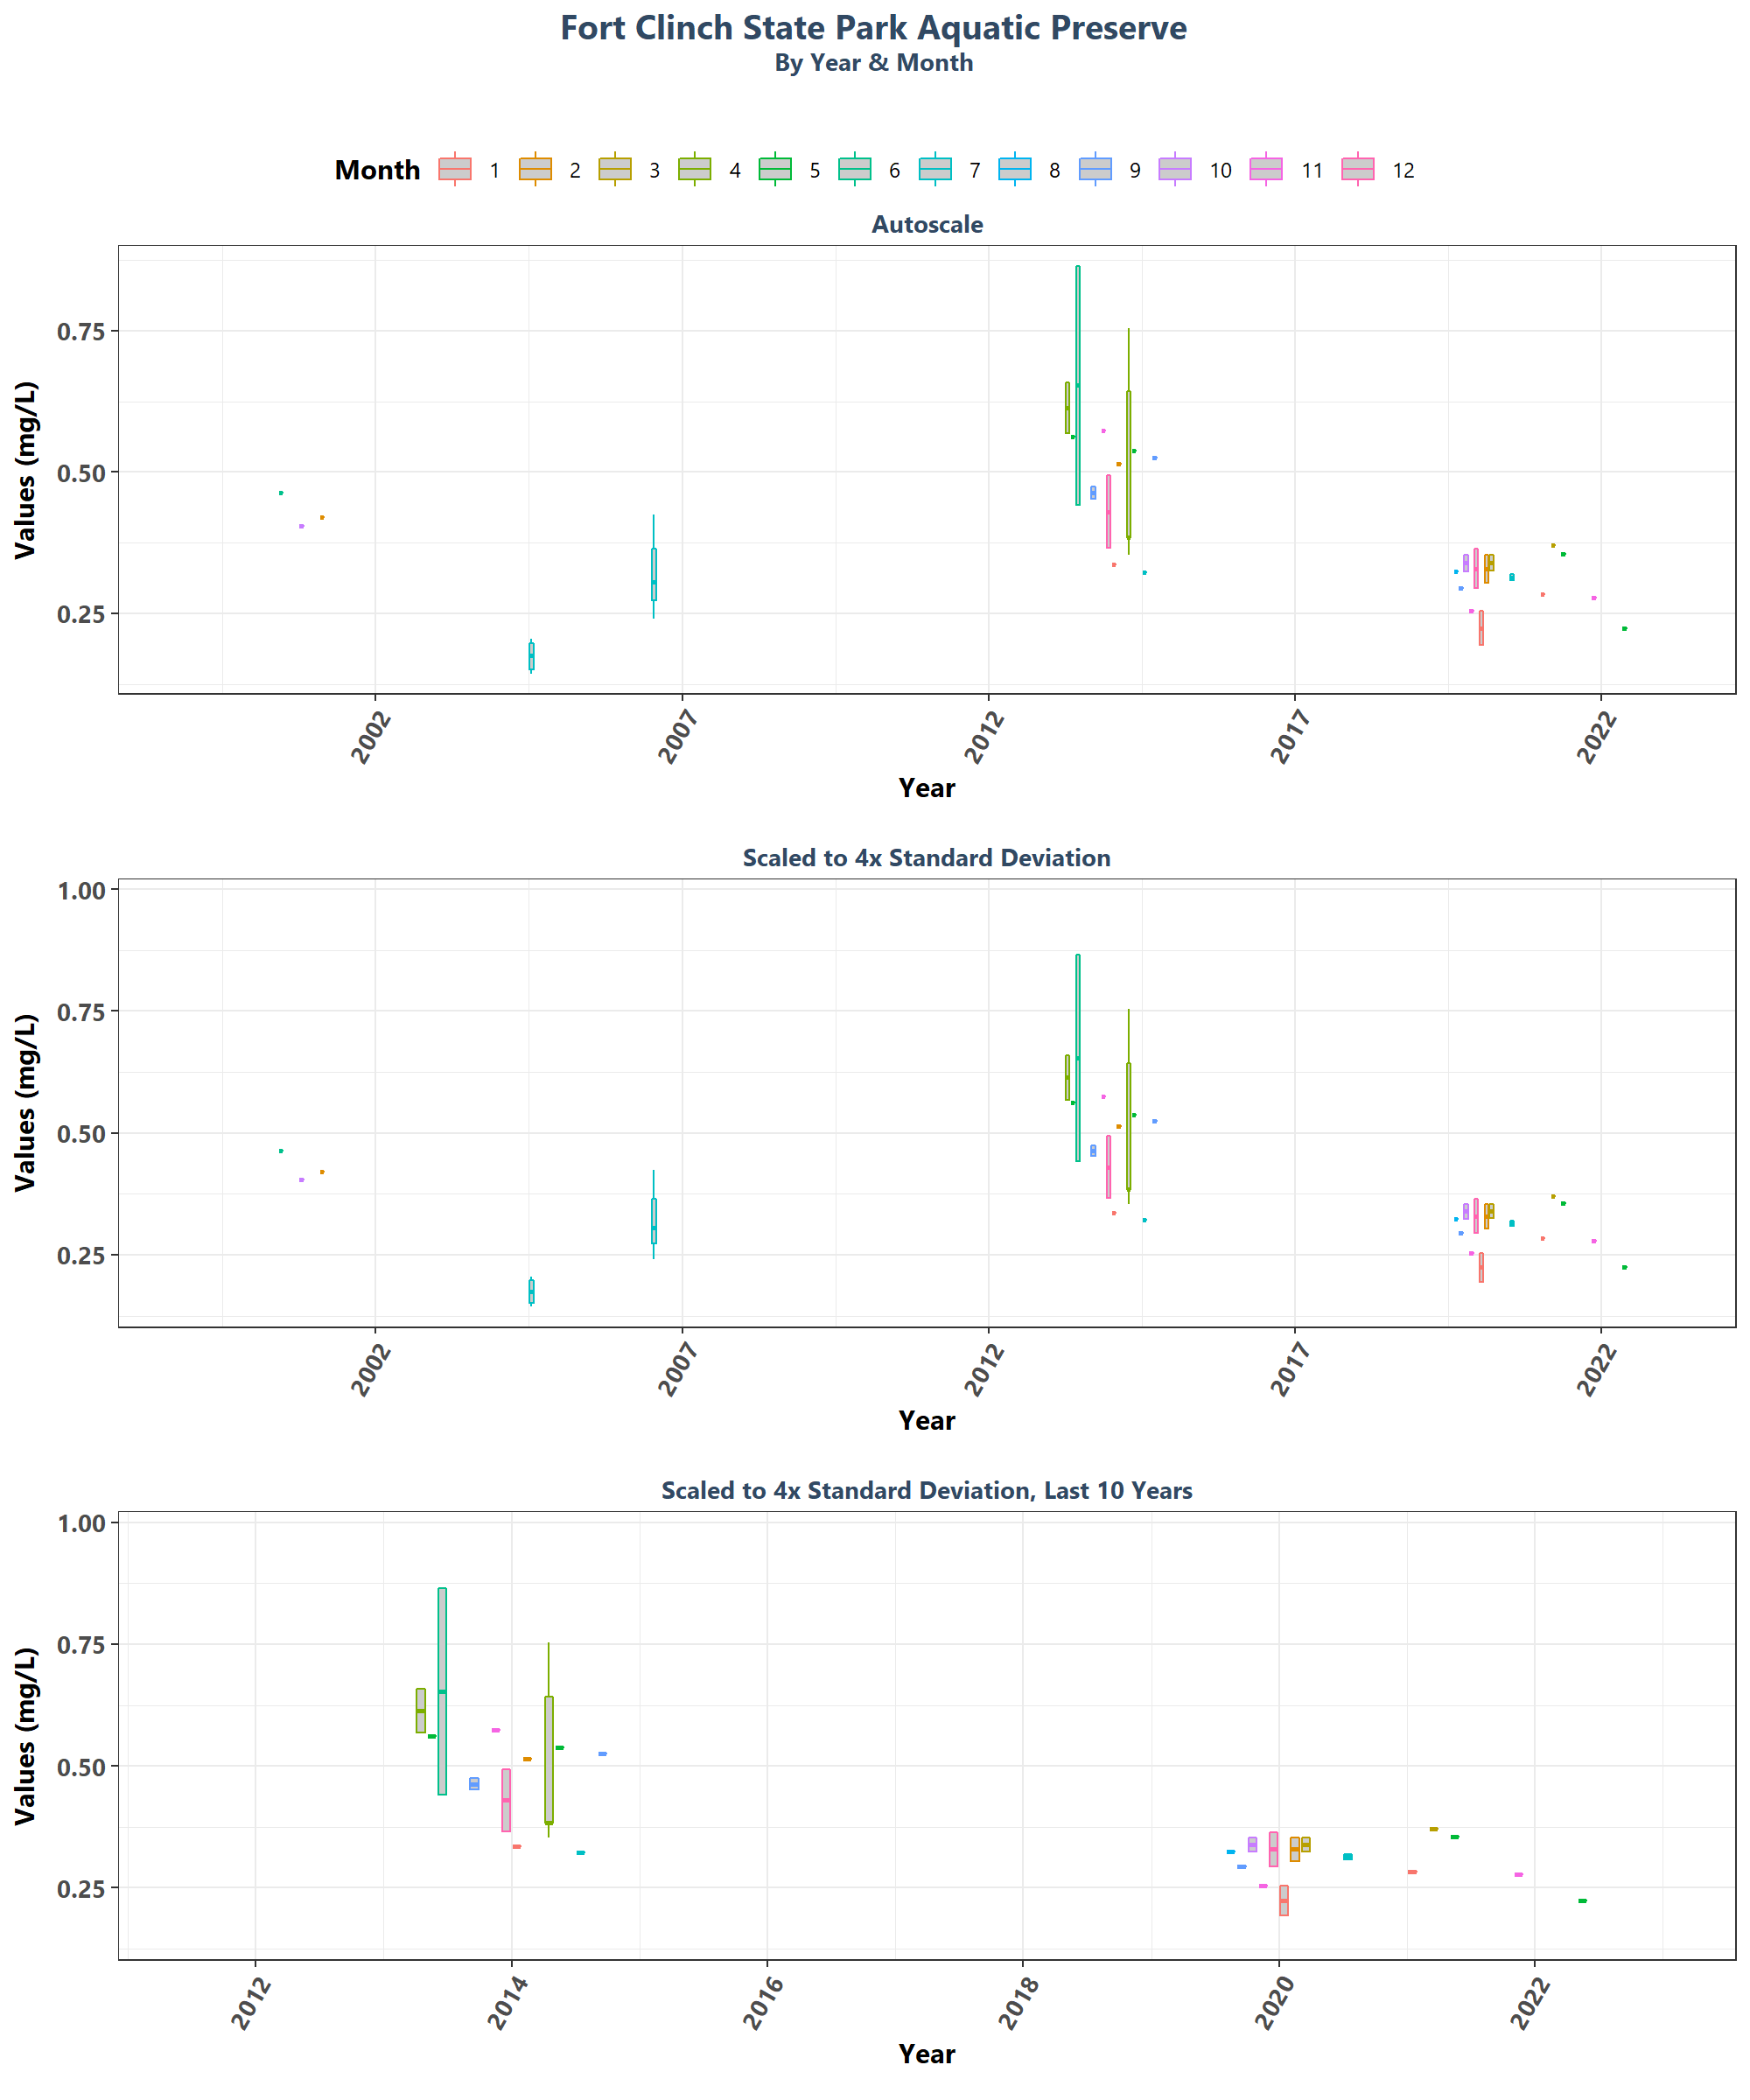 Fort Clinch State Park Aquatic Preserve
By Year & Month
Month 1 2 3 4 5 6 7 8 9 10 11 12
Autoscale
Values (mg/L)
0.75
0.50
0.25
2002 2007 2012 2017 2022
Year
Scaled to 4x Standard Deviation
Values (mg/L)
1.00
0.75
0.50
0.25
2002 2007 2012 2017 2022
Year
Scaled to 4x Standard Deviation, Last 10 Years
Values (mg/L)
1.00
0.75
0.50
0.25
2012 2014 2016 2018 2020 2022
Year